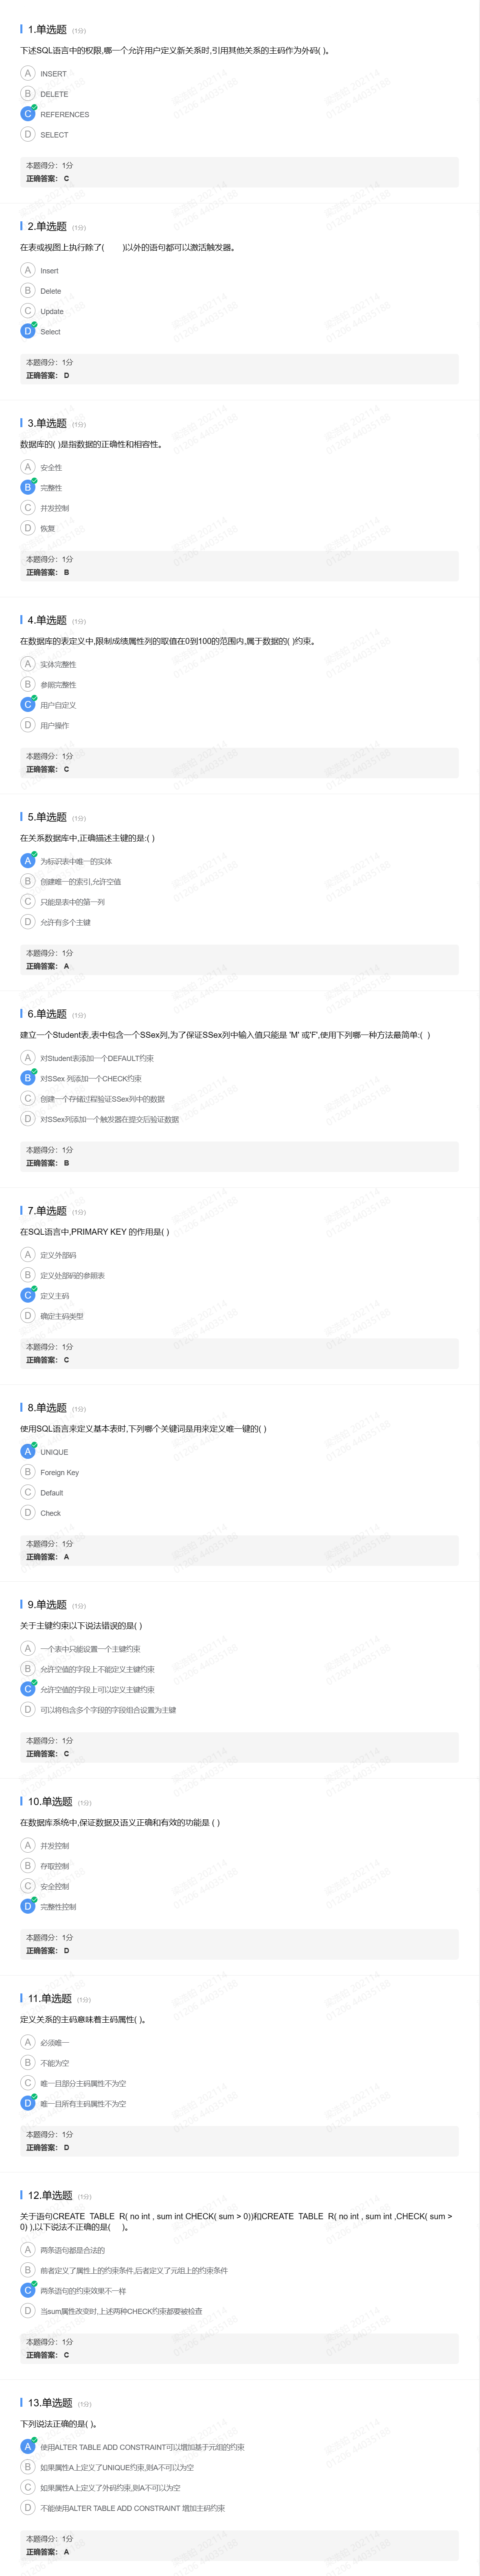 1.单选题 (1分)
下述SQL语言中的权限,哪一个允许用户定义新关系时,引用其他关系的主码作为外码( )。
A INSERT
B DELETE
C REFERENCES
D SELECT
本题得分：1分
正确答案： C
2.单选题 (1分)
在表或视图上执行除了( )以外的语句都可以激活触发器。
A Insert
B Delete
C Update
D Select
本题得分：1分
正确答案： D
3.单选题 (1分)
数据库的( )是指数据的正确性和相容性。
A 安全性
B 完整性
C 并发控制
D 恢复
本题得分：1分
正确答案： B
4.单选题 (1分)
在数据库的表定义中,限制成绩属性列的取值在0到100的范围内,属于数据的( )约束。
A 实体完整性
B 参照完整性
C 用户自定义
D 用户操作
本题得分：1分
正确答案： C
5.单选题 (1分)
在关系数据库中,正确描述主键的是:( )
A 为标识表中唯一的实体
B 创建唯一的索引,允许空值
C 只能是表中的第一列
D 允许有多个主键
本题得分：1分
正确答案： A
6.单选题 (1分)
建立一个Student表,表中包含一个SSex列,为了保证SSex列中输入值只能是 'M' 或'F',使用下列哪一种方法最简单:( )
A 对Student表添加一个DEFAULT约束
B 对SSex 列添加一个CHECK约束
C 创建一个存储过程验证SSex列中的数据
D 对SSex列添加一个触发器在提交后验证数据
本题得分：1分
正确答案： B
7.单选题 (1分)
在SQL语言中,PRIMARY KEY 的作用是( )
A 定义外部码
B 定义处部码的参照表
C 定义主码
D 确定主码类型
本题得分：1分
正确答案： C
8.单选题 (1分)
使用SQL语言来定义基本表时,下列哪个关键词是用来定义唯一键的( )
A UNIQUE
B Foreign Key
C Default
D Check
本题得分：1分
正确答案： A
9.单选题 (1分)
关于主键约束以下说法错误的是( )
A 一个表中只能设置一个主键约束
B 允许空值的字段上不能定义主键约束
C 允许空值的字段上可以定义主键约束
D 可以将包含多个字段的字段组合设置为主键
本题得分：1分
正确答案： C
10.单选题 (1分)
在数据库系统中,保证数据及语义正确和有效的功能是 ( )
A 并发控制
B 存取控制
C 安全控制
D 完整性控制
本题得分：1分
正确答案： D
11.单选题 (1分)
定义关系的主码意味着主码属性( )。
A 必须唯一
B 不能为空
C 唯一且部分主码属性不为空
D 唯一且所有主码属性不为空
本题得分：1分
正确答案： D
12.单选题 (1分)
关于语句CREATE TABLE R( no int , sum int CHECK( sum > 0))和CREATE TABLE R( no int , sum int ,CHECK( sum >
0) ),以下说法不正确的是( )。
A 两条语句都是合法的
B 前者定义了属性上的约束条件,后者定义了元组上的约束条件
C 两条语句的约束效果不一样
D 当sum属性改变时,上述两种CHECK约束都要被检查
本题得分：1分
正确答案： C
13.单选题 (1分)
下列说法正确的是( )。
A 使用ALTER TABLE ADD CONSTRAINT可以增加基于元组的约束
B 如果属性A上定义了UNIQUE约束,则A不可以为空
C 如果属性A上定义了外码约束,则A不可以为空
D 不能使用ALTER TABLE ADD CONSTRAINT 增加主码约束
本题得分：1分
正确答案： A